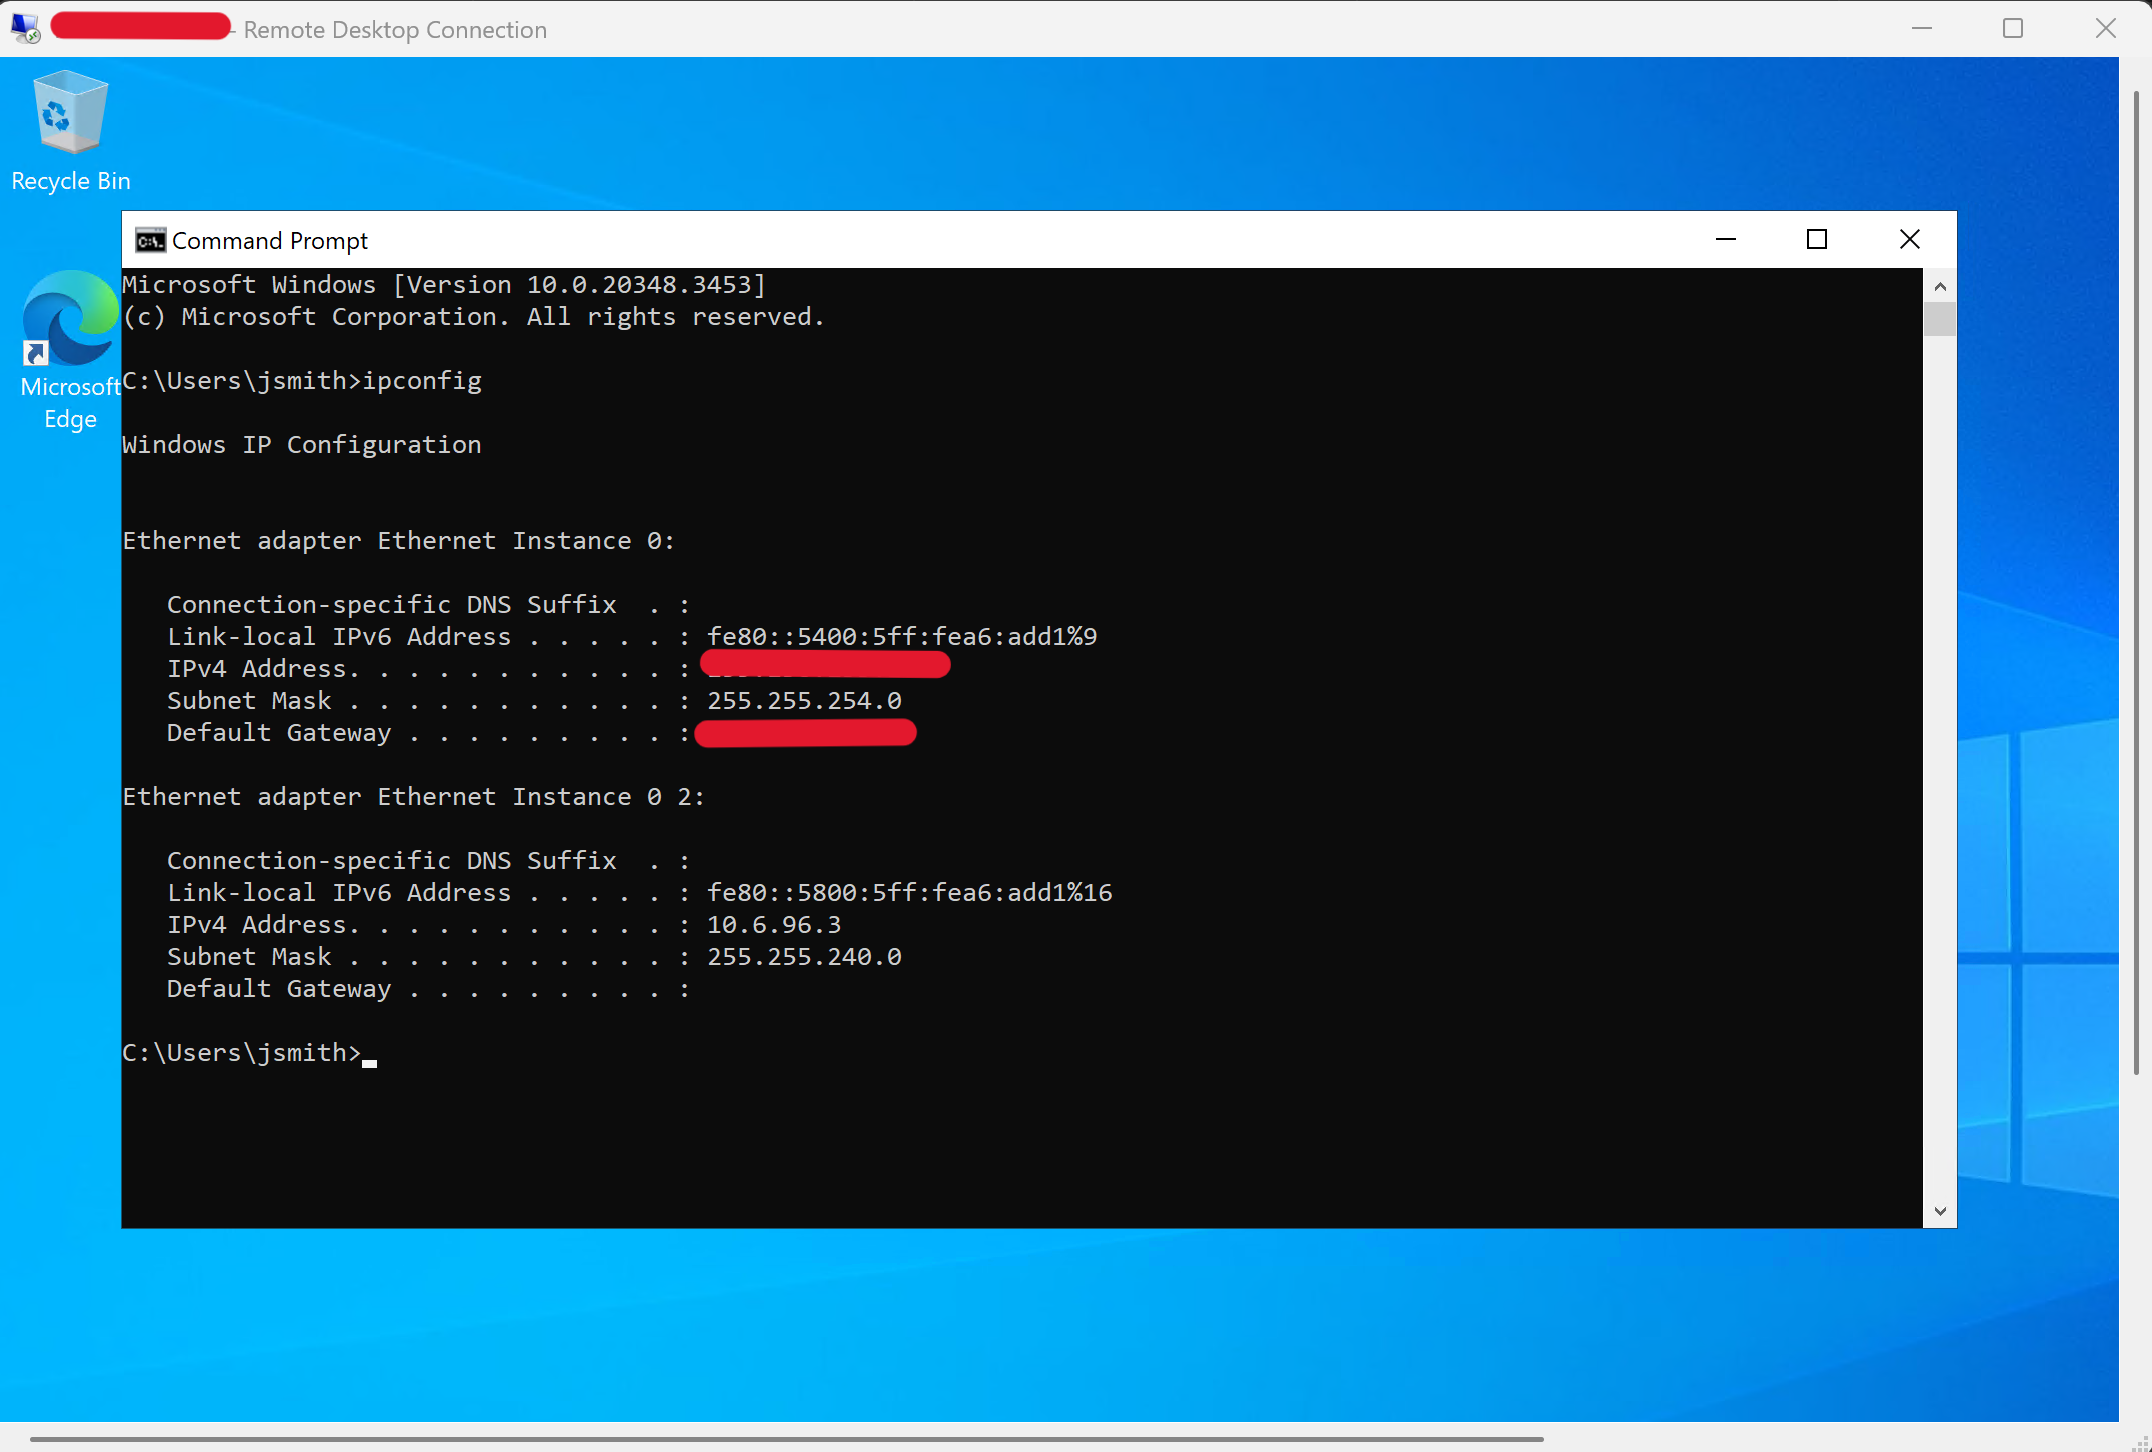 - Remote Desktop Connection
Recycle Bin
Microsoft
Edge
Command Prompt
Microsoft Windows [Version 10.0.20348.3453]
(c) Microsoft Corporation. All rights reserved.
C:\Users\jsmith>ipconfig
Windows IP Configuration
Ethernet adapter Ethernet Instance 0:
Connection-specific DNS Suffix  . :
Link-local IPv6 Address . . . . . : fe80::5400:5ff:fea6:add1%9
IPv4 Address. . . . . . . . . . . :
Subnet Mask . . . . . . . . . . . : 255.255.254.0
Default Gateway . . . . . . . . . :
Ethernet adapter Ethernet Instance 0 2:
Connection-specific DNS Suffix  . :
Link-local IPv6 Address . . . . . : fe80::5800:5ff:fea6:add1%16
IPv4 Address. . . . . . . . . . . : 10.6.96.3
Subnet Mask . . . . . . . . . . . : 255.255.240.0
Default Gateway . . . . . . . . . :
C:\Users\jsmith>